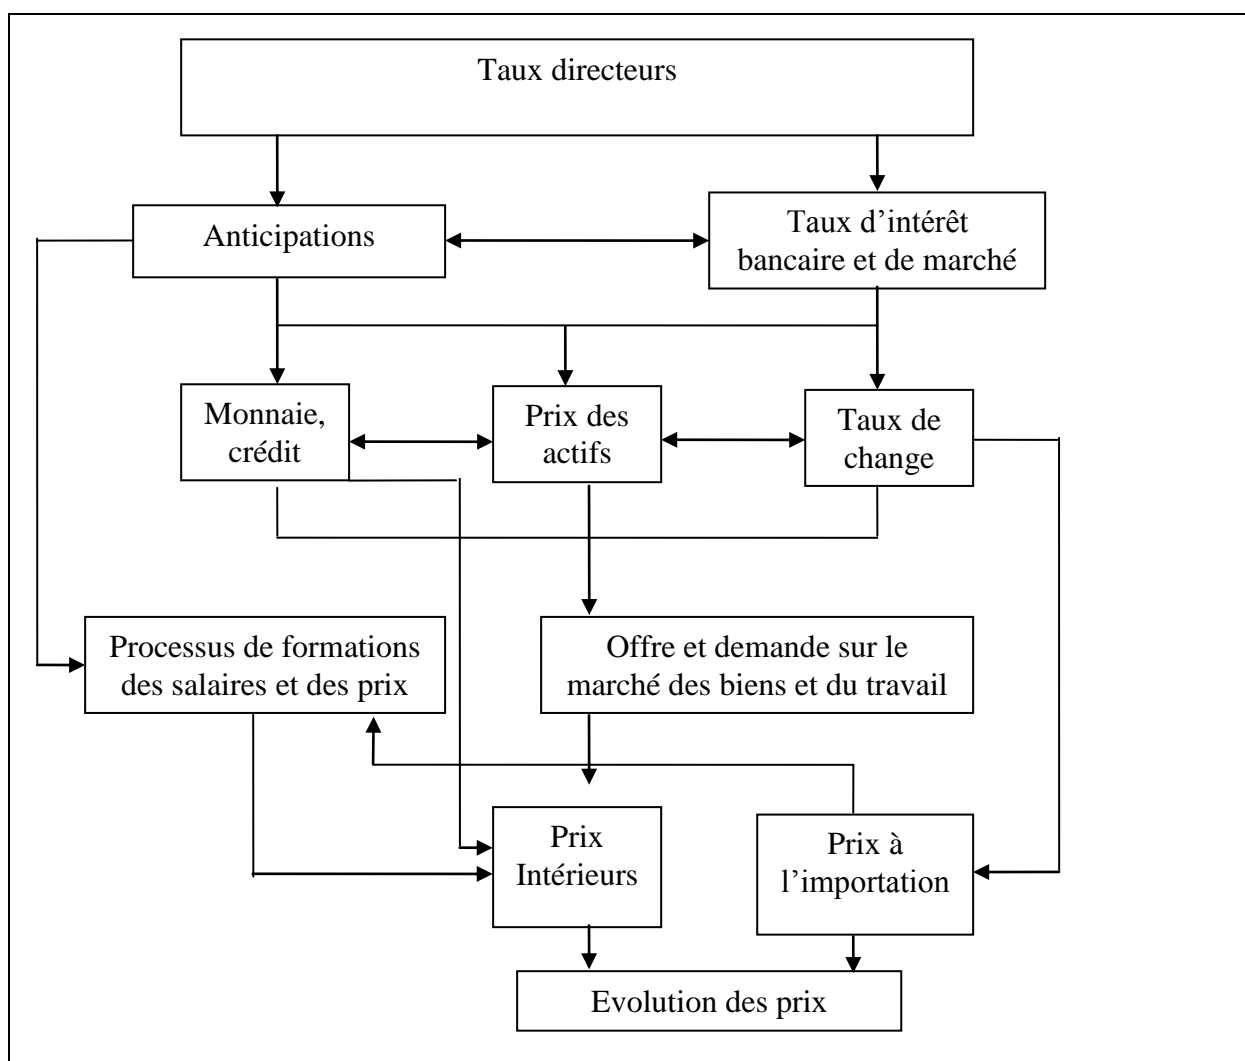 Taux directeurs
Anticipations
Taux d’intérêt
bancaire et de marché
Monnaie,
crédit
Prix des
actifs
Taux de
change
Processus de formations
des salaires et des prix
Offre et demande sur le
marché des biens et du travail
Prix
Intérieurs
Prix à
l’importation
Evolution des prix